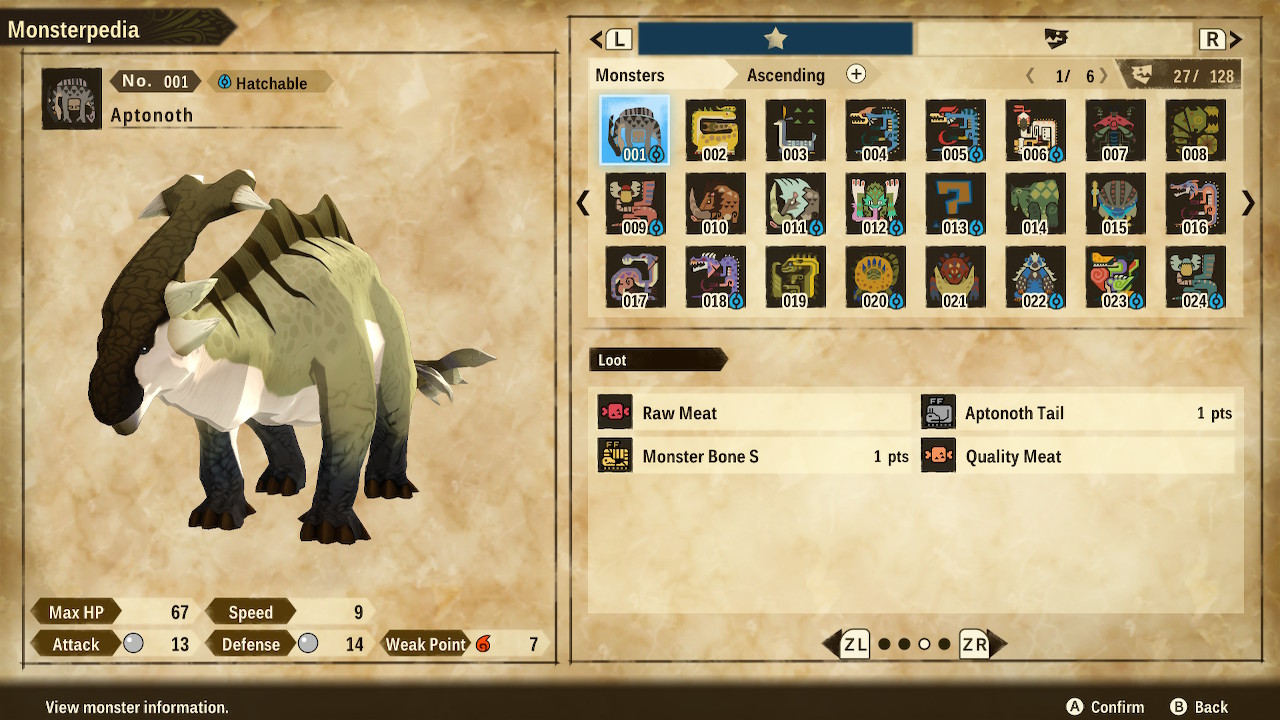 Monsterpedia
No. 001
Hatchable
Aptonoth
Max HP 67
Speed 9
Attack 13
Defense 14
Weak Point 7
L
R
Monsters
Ascending
1/ 6
27/ 128
001 002 003 004 005 006 007 008
009 010 011 012 013 014 015 016
017 018 019 020 021 022 023 024
Loot
Raw Meat
FF Aptonoth Tail 1 pts
FF Monster Bone S 1 pts
Quality Meat
ZL ZR
View monster information.
A Confirm B Back